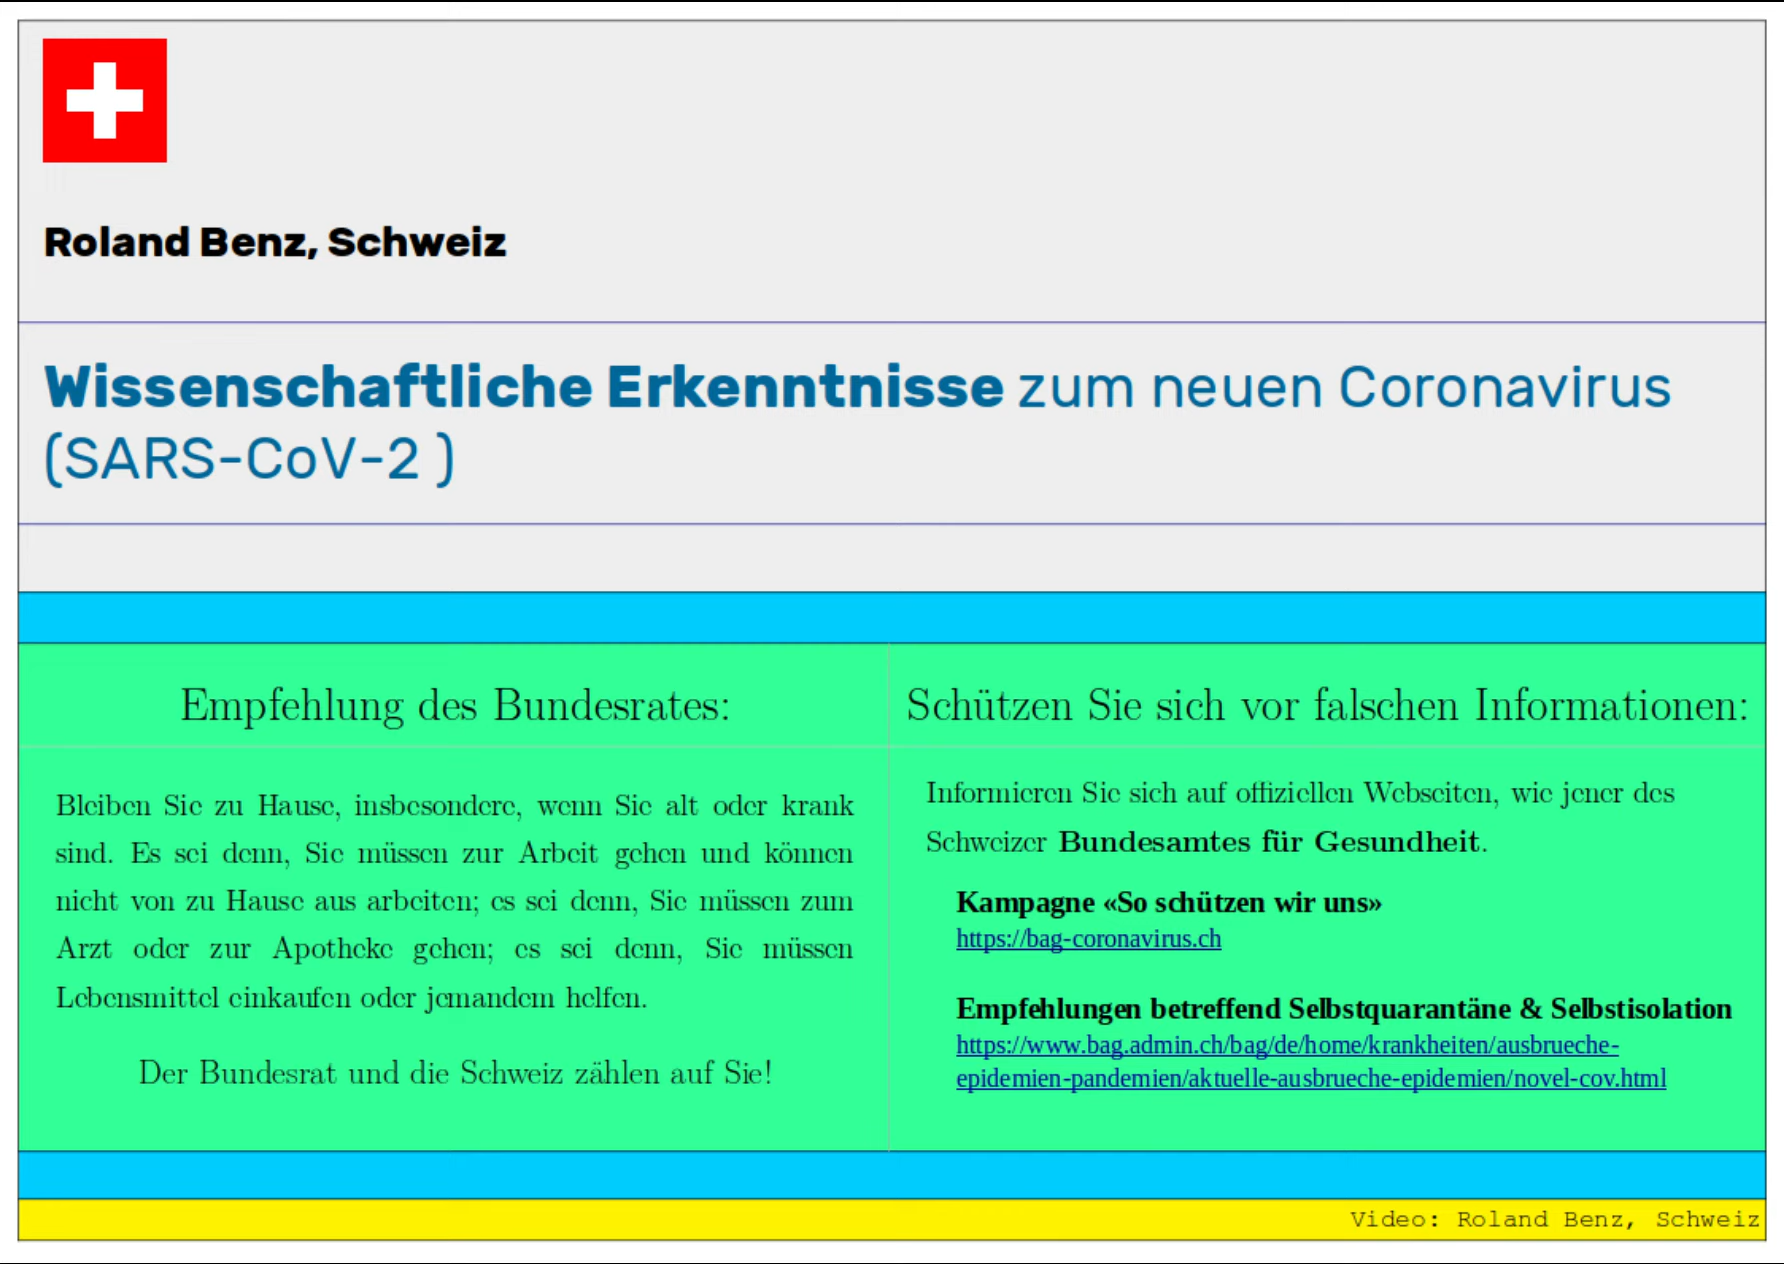 Roland Benz, Schweiz
Wissenschaftliche Erkenntnisse zum neuen Coronavirus
(SARS-CoV-2 )
Empfehlung des Bundesrates:
Bleiben Sie zu Hause, insbesondere, wenn Sie alt oder krank
sind. Es sei denn, Sie müssen zur Arbeit gehen und können
nicht von zu Hause aus arbeiten; es sei denn, Sie müssen zum
Arzt oder zur Apotheke gehen; es sei denn, Sie müssen
Lebensmittel einkaufen oder jemandem helfen.
Der Bundesrat und die Schweiz zählen auf Sie!
Schützen Sie sich vor falschen Informationen:
Informieren Sie sich auf offiziellen Webseiten, wie jener des
Schweizer Bundesamtes für Gesundheit.
Kampagne «So schützen wir uns»
https://bag-coronavirus.ch
Empfehlungen betreffend Selbstquarantäne & Selbstisolation
https://www.bag.admin.ch/bag/de/home/krankheiten/ausbrueche-
epidemien-pandemien/aktuelle-ausbrueche-epidemien/novel-cov.html
Video: Roland Benz, Schweiz